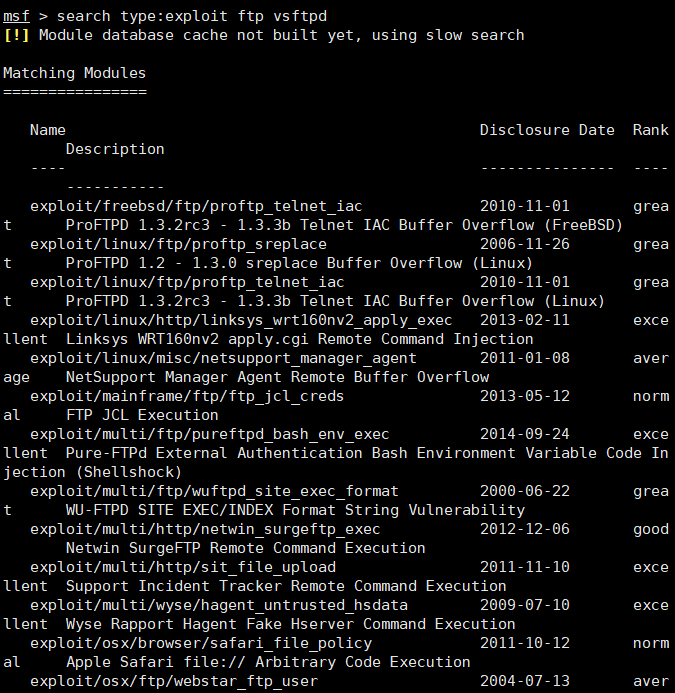 msf > search type:exploit ftp vsftpd
[!] Module database cache not built yet, using slow search
Matching Modules
================
Name Disclosure Date Rank
Description
---- --------------- ----
-----------
exploit/freebsd/ftp/proftp_telnet_iac 2010-11-01 grea
t ProFTPD 1.3.2rc3 - 1.3.3b Telnet IAC Buffer Overflow (FreeBSD)
exploit/linux/ftp/proftp_sreplace 2006-11-26 grea
t ProFTPD 1.2 - 1.3.0 sreplace Buffer Overflow (Linux)
exploit/linux/ftp/proftp_telnet_iac 2010-11-01 grea
t ProFTPD 1.3.2rc3 - 1.3.3b Telnet IAC Buffer Overflow (Linux)
exploit/linux/http/linksys_wrt160nv2_apply_exec 2013-02-11 exce
llent Linksys WRT160nv2 apply.cgi Remote Command Injection
exploit/linux/misc/netsupport_manager_agent 2011-01-08 aver
age NetSupport Manager Agent Remote Buffer Overflow
exploit/mainframe/ftp/ftp_jcl_creds 2013-05-12 norm
al FTP JCL Execution
exploit/multi/ftp/pureftpd_bash_env_exec 2014-09-24 exce
llent Pure-FTPd External Authentication Bash Environment Variable Code In
jection (Shellshock)
exploit/multi/ftp/wuftpd_site_exec_format 2000-06-22 grea
t WU-FTPD SITE EXEC/INDEX Format String Vulnerability
exploit/multi/http/netwin_surgeftp_exec 2012-12-06 good
Netwin SurgeFTP Remote Command Execution
exploit/multi/http/sit_file_upload 2011-11-10 exce
llent Support Incident Tracker Remote Command Execution
exploit/multi/wyse/hagent_untrusted_hsdata 2009-07-10 exce
llent Wyse Rapport Hagent Fake Hserver Command Execution
exploit/osx/browser/safari_file_policy 2011-10-12 norm
al Apple Safari file:// Arbitrary Code Execution
exploit/osx/ftp/webstar_ftp_user 2004-07-13 aver